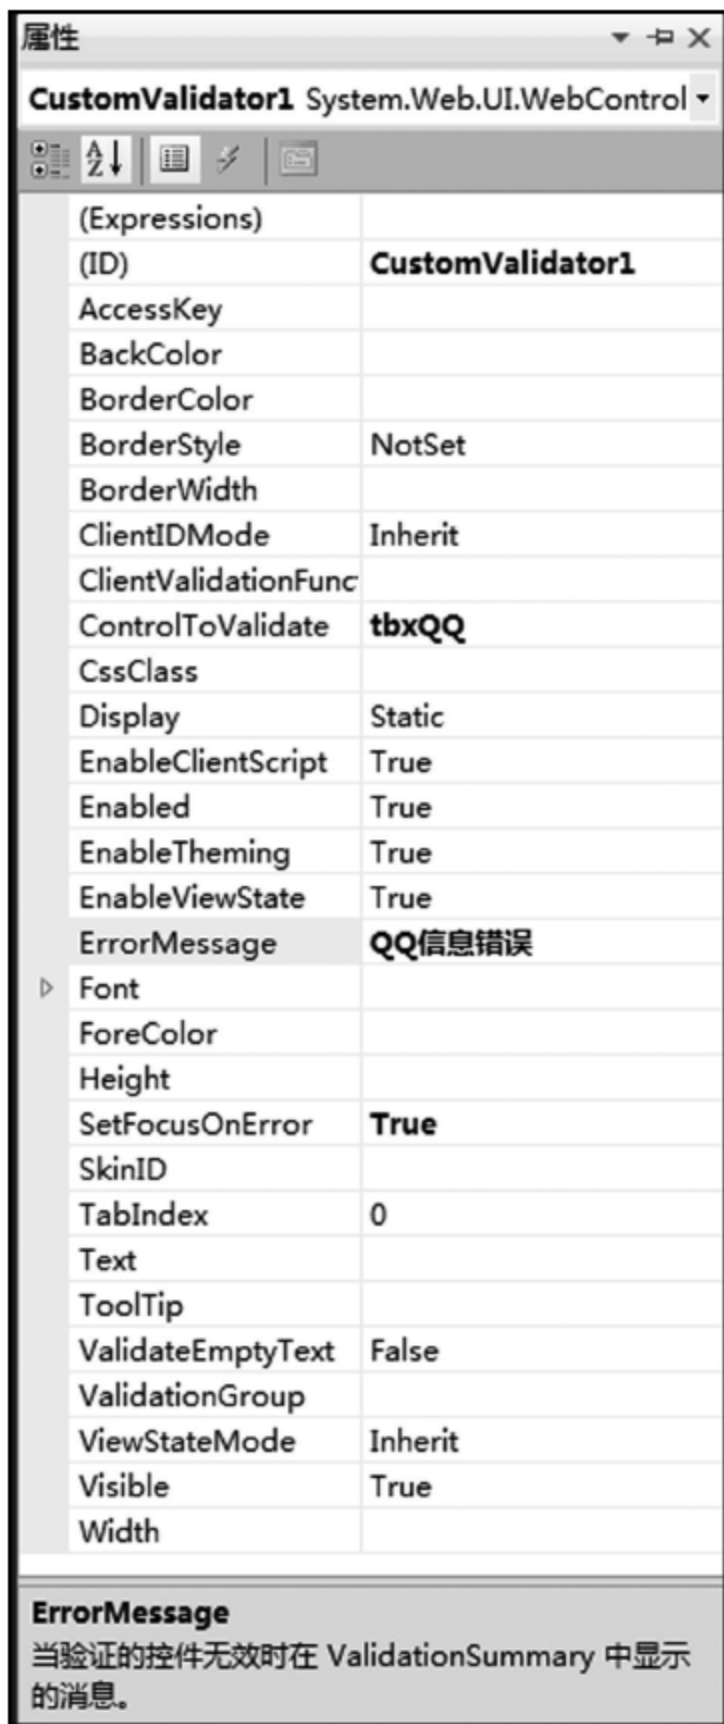 属性
CustomValidator1 System.Web.UI.WebControl
(Expressions)
(ID) CustomValidator1
AccessKey
BackColor
BorderColor
BorderStyle NotSet
BorderWidth
ClientIDMode Inherit
ClientValidationFunc
ControlToValidate tbxQQ
CssClass
Display Static
EnableClientScript True
Enabled True
EnableTheming True
EnableViewState True
ErrorMessage QQ信息错误
Font
ForeColor
Height
SetFocusOnError True
SkinID
TabIndex 0
Text
ToolTip
ValidateEmptyText False
ValidationGroup
ViewStateMode Inherit
Visible True
Width
ErrorMessage
当验证的控件无效时在 ValidationSummary 中显示
的消息。